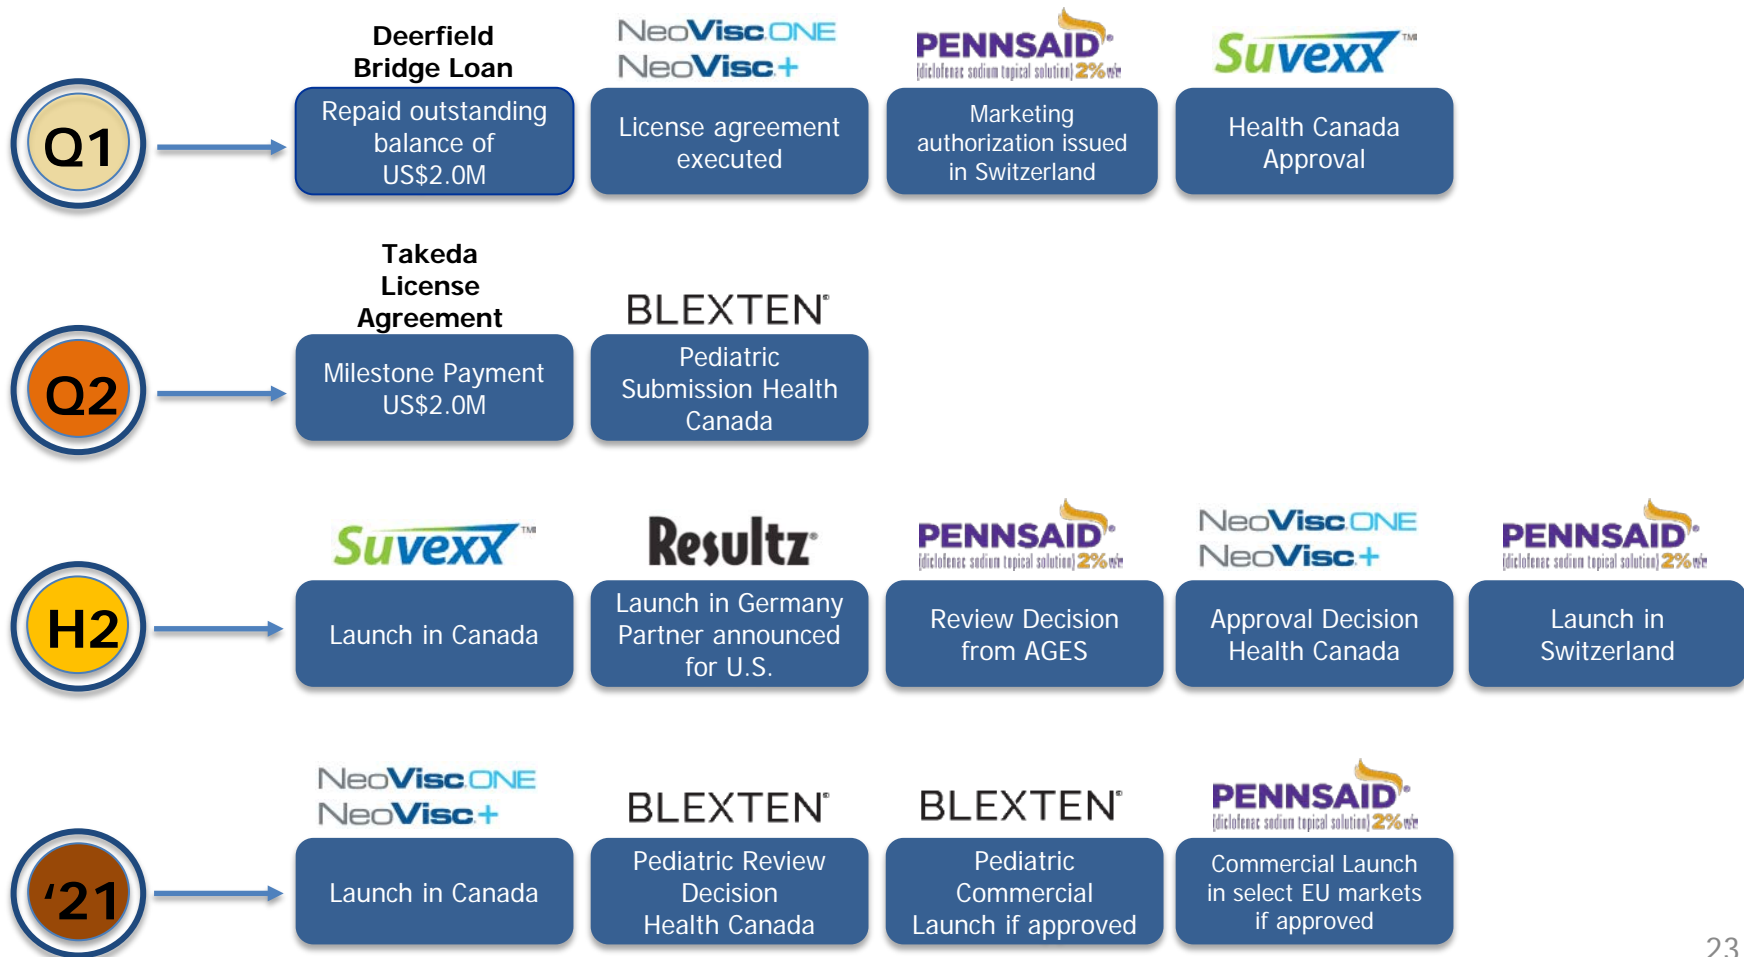 Q1
Deerfield
Bridge Loan
Repaid outstanding
balance of
US$2.0M
NeoVisc.ONE
NeoVisc.+
License agreement
executed
PENNSAID®
(diclofenac sodium topical solution) 2% w/w
Marketing
authorization issued
in Switzerland
Suvexx™
Health Canada
Approval
Q2
Takeda
License
Agreement
Milestone Payment
US$2.0M
BLEXTEN®
Pediatric
Submission Health
Canada
H2
Suvexx™
Launch in Canada
Resultz®
Launch in Germany
Partner announced
for U.S.
PENNSAID®
(diclofenac sodium topical solution) 2% w/w
Review Decision
from AGES
NeoVisc.ONE
NeoVisc.+
Approval Decision
Health Canada
PENNSAID®
(diclofenac sodium topical solution) 2% w/w
Launch in
Switzerland
‘21
NeoVisc.ONE
NeoVisc.+
Launch in Canada
BLEXTEN®
Pediatric Review
Decision
Health Canada
BLEXTEN®
Pediatric
Commercial
Launch if approved
PENNSAID®
(diclofenac sodium topical solution) 2% w/w
Commercial Launch
in select EU markets
if approved
23